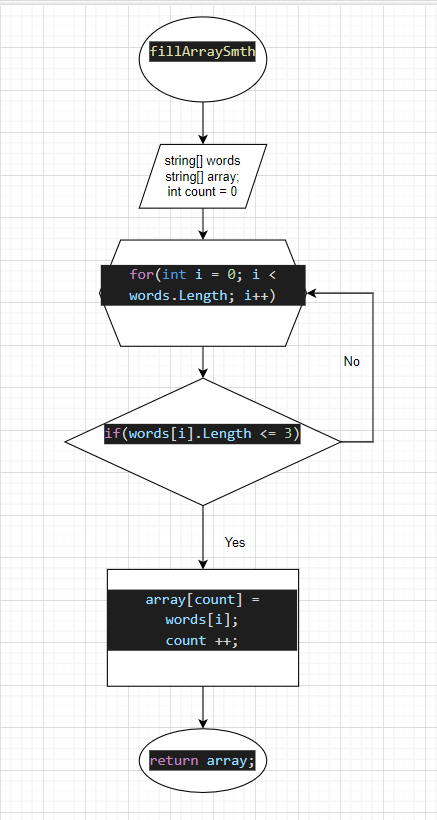 fillArraySmth
string[] words
string[] array;
int count = 0
for(int i = 0; i <
words.Length; i++)
No
if(words[i].Length <= 3)
Yes
array[count] =
words[i];
count ++;
return array;